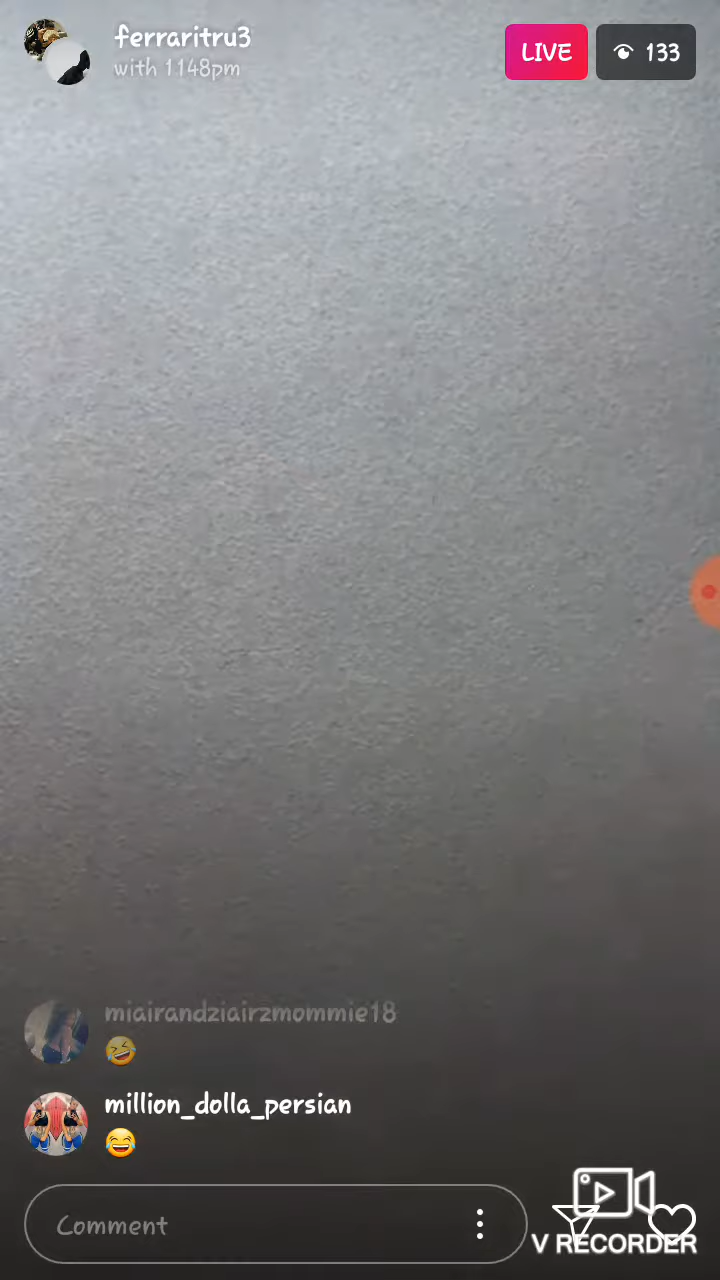 ferraritru3
with 1.148pm
LIVE
133
miairandziairzmommie18
🤣
million_dolla_persian
😂
Comment
V RECORDER